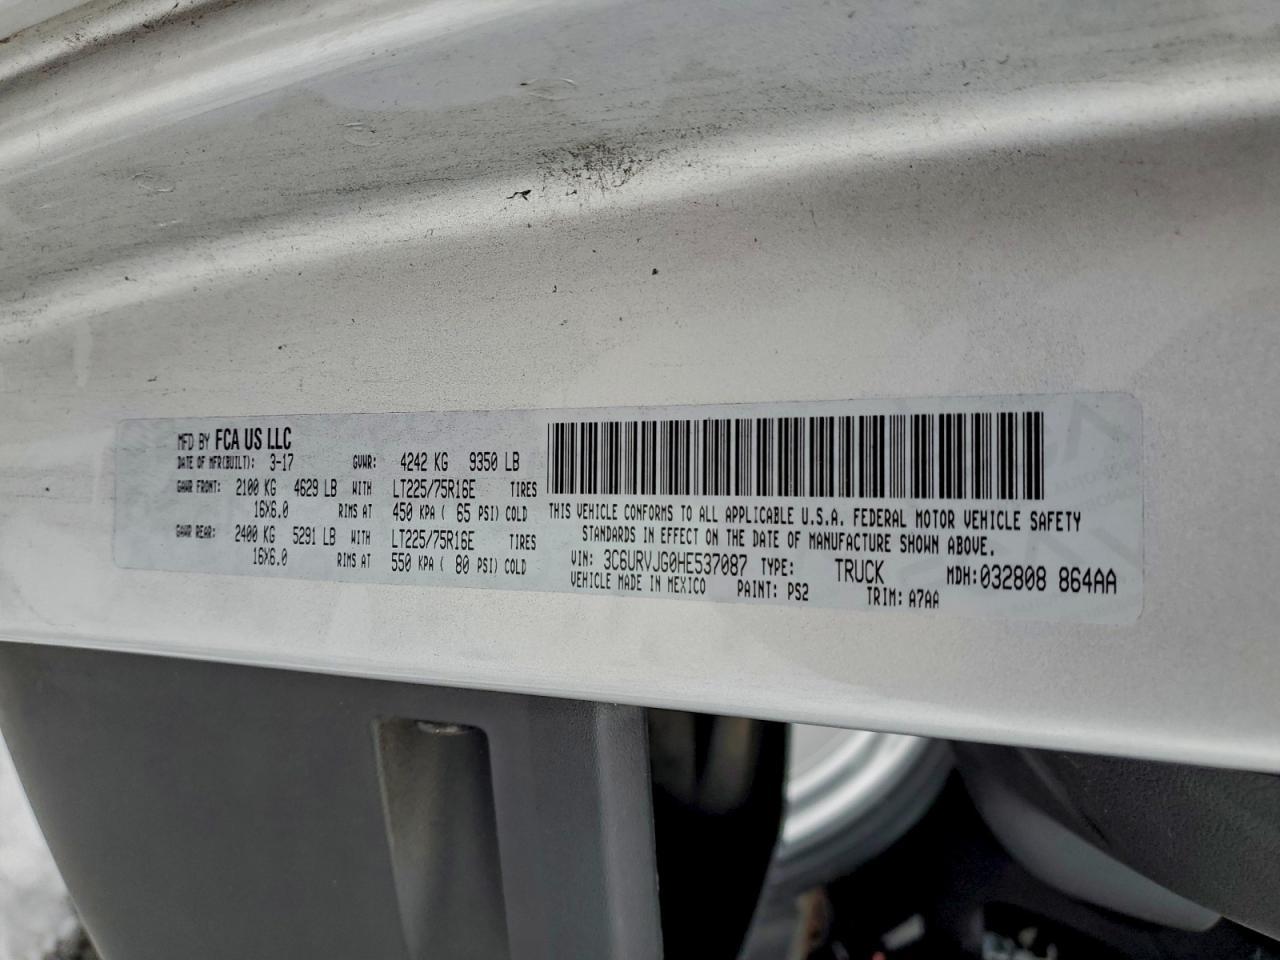 MFD BY FCA US LLC
DATE OF MFR(BUILT): 3-17 GVWR: 4242 KG 9350 LB
GAWR FRONT: 2100 KG 4629 LB WITH LT225/75R16E TIRES
16X6.0 RIMS AT 450 KPA ( 65 PSI) COLD
GAWR REAR: 2400 KG 5291 LB WITH LT225/75R16E TIRES
16X6.0 RIMS AT 550 KPA ( 80 PSI) COLD
THIS VEHICLE CONFORMS TO ALL APPLICABLE U.S.A. FEDERAL MOTOR VEHICLE SAFETY
STANDARDS IN EFFECT ON THE DATE OF MANUFACTURE SHOWN ABOVE.
VIN: 3C6URVJG0HE537087 TYPE: TRUCK MDH:032808 864AA
VEHICLE MADE IN MEXICO PAINT: PS2 TRIM: A7AA